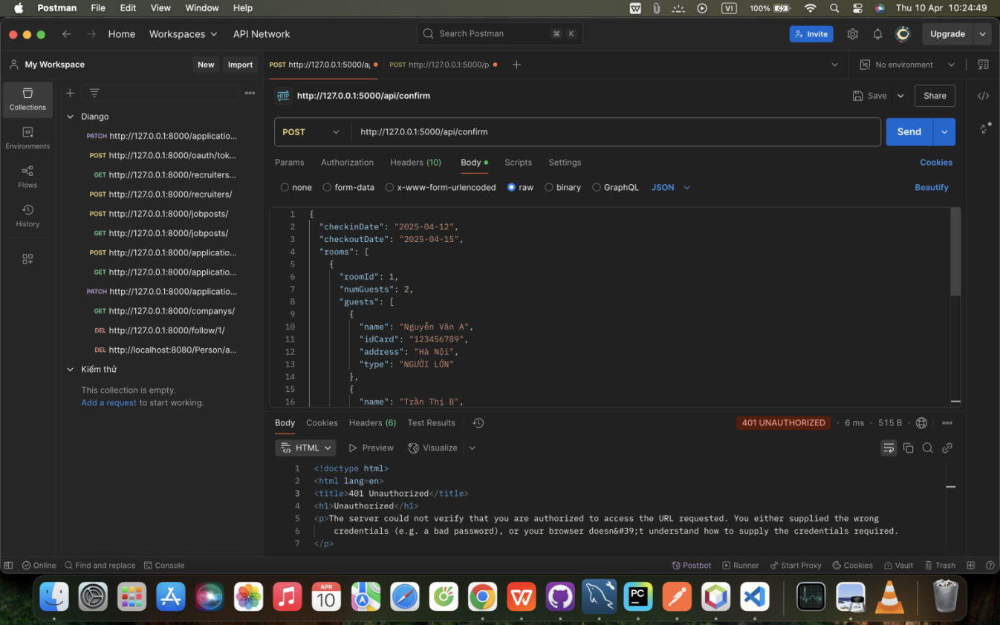 Postman File Edit View Window Help
VI 100% Thu 10 Apr 10:24:49
Home Workspaces API Network
Search Postman ⌘ K
Invite Upgrade
My Workspace New Import
POST http://127.0.0.1:5000/a POST http://127.0.0.1:5000/p
No environment
Collections
Environments
Flows
History
Diango
PATCH http://127.0.0.1:8000/applicatio...
POST http://127.0.0.1:8000/oauth/tok...
GET http://127.0.0.1:8000/recruiters...
POST http://127.0.0.1:8000/recruiters/
POST http://127.0.0.1:8000/jobposts/
GET http://127.0.0.1:8000/jobposts/
POST http://127.0.0.1:8000/applicatio...
GET http://127.0.0.1:8000/applicatio...
PATCH http://127.0.0.1:8000/applicatio...
GET http://127.0.0.1:8000/companys/
DEL http://127.0.0.1:8000/follow/1/
DEL http://localhost:8080/Person/a...
Kiểm thử
This collection is empty.
Add a request to start working.
HTTP http://127.0.0.1:5000/api/confirm
Save Share
POST http://127.0.0.1:5000/api/confirm Send
Params Authorization Headers (10) Body Scripts Settings Cookies
none form-data x-www-form-urlencoded raw binary GraphQL JSON Beautify
1 {
2 "checkinDate": "2025-04-12",
3 "checkoutDate": "2025-04-15",
4 "rooms": [
5 {
6 "roomId": 1,
7 "numGuests": 2,
8 "guests": [
9 {
10 "name": "Nguyễn Văn A",
11 "idCard": "123456789",
12 "address": "Hà Nội",
13 "type": "NGƯỜI LỚN"
14 },
15 {
16 "name": "Trần Thị B",
Body Cookies Headers (6) Test Results
401 UNAUTHORIZED • 6 ms • 515 B
HTML Preview Visualize
1 <!doctype html>
2 <html lang=en>
3 <title>401 Unauthorized</title>
4 <h1>Unauthorized</h1>
5 <p>The server could not verify that you are authorized to access the URL requested. You either supplied the wrong
6 credentials (e.g. a bad password), or your browser doesn&#39;t understand how to supply the credentials required.
7 </p>
Online Find and replace Console
Postbot Runner Start Proxy Cookies Vault Trash
APR
10
PC